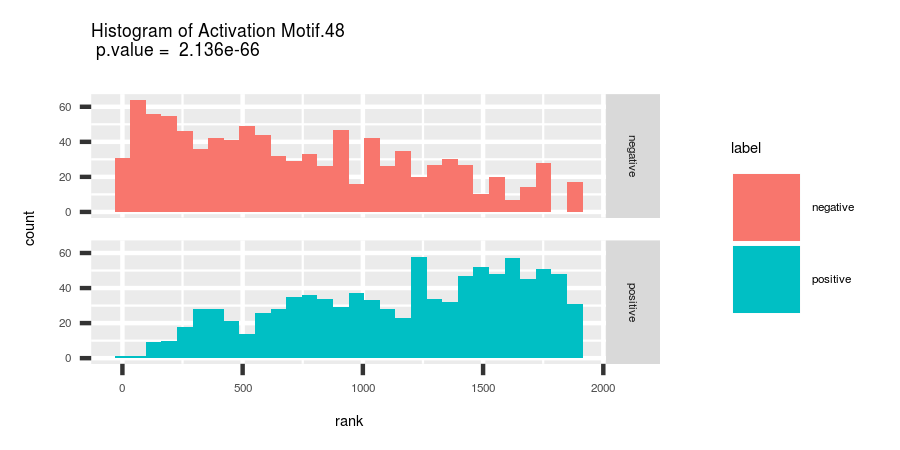 Histogram of Activation Motif.48
p.value =  2.136e-66
count
60
40
20
0
negative
60
40
20
0
positive
0 500 1000 1500 2000
rank
label
negative
positive